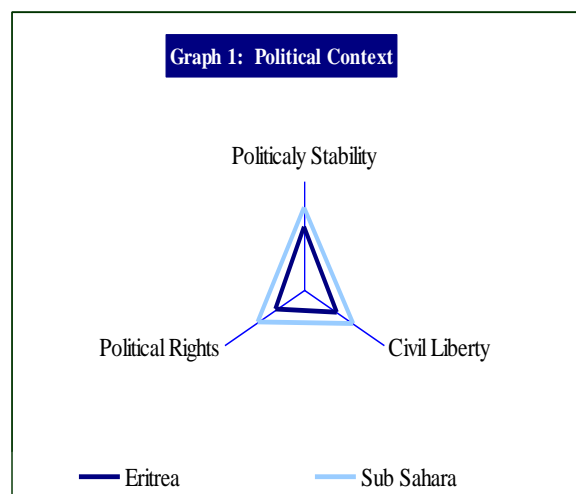 Graph 1:  Political Context
Politicaly Stability
Political Rights
Civil Liberty
Eritrea
Sub Sahara